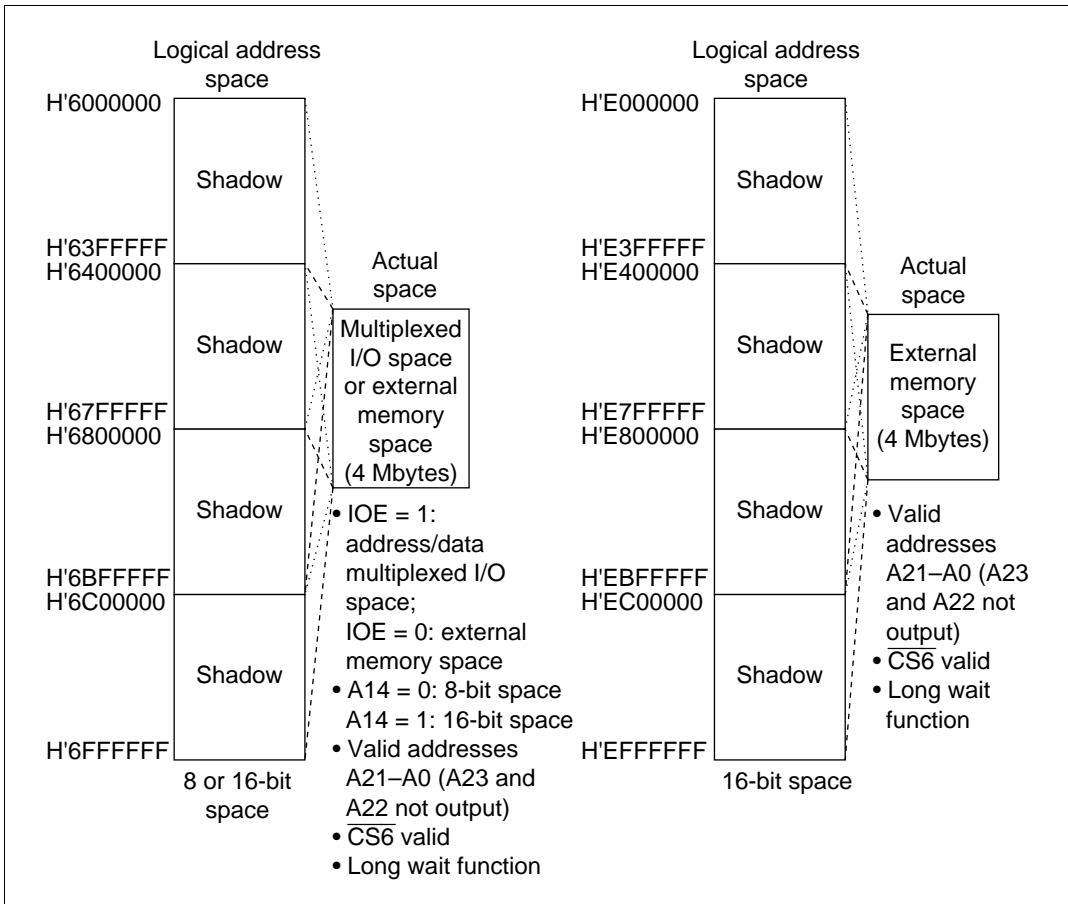 Logical address
space
H'6000000
Shadow
H'63FFFFF
H'6400000
Shadow
H'67FFFFF
H'6800000
Shadow
H'6BFFFFF
H'6C00000
Shadow
H'6FFFFFF
8 or 16-bit
space
Actual
space
Multiplexed
I/O space
or external
memory
space
(4 Mbytes)
• IOE = 1:
address/data
multiplexed I/O
space;
IOE = 0: external
memory space
• A14 = 0: 8-bit space
A14 = 1: 16-bit space
• Valid addresses
A21–A0 (A23 and
A22 not output)
• CS6 valid
• Long wait function
Logical address
space
H'E000000
Shadow
H'E3FFFFF
H'E400000
Shadow
H'E7FFFFF
H'E800000
Shadow
H'EBFFFFF
H'EC00000
Shadow
H'EFFFFFF
16-bit space
Actual
space
External
memory
space
(4 Mbytes)
• Valid
addresses
A21–A0 (A23
and A22 not
output)
• CS6 valid
• Long wait
function